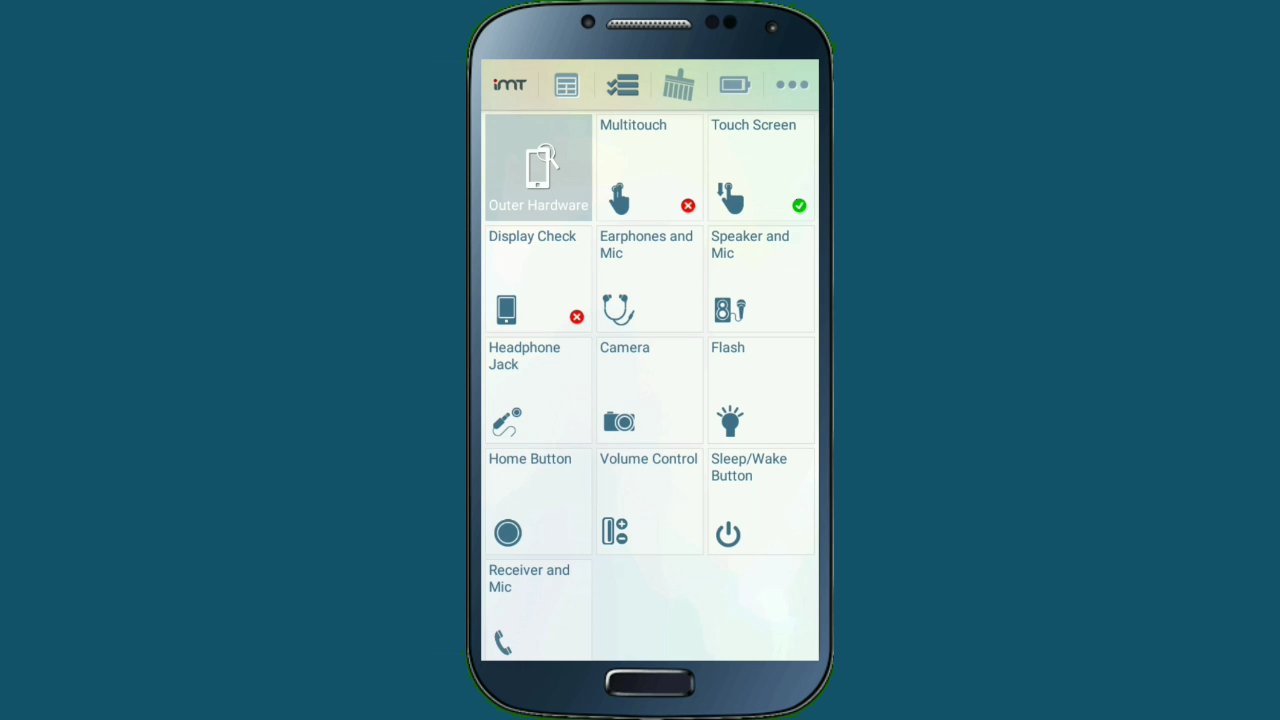 iMT
Outer Hardware
Multitouch
Touch Screen
Display Check
Earphones and
Mic
Speaker and
Mic
Headphone
Jack
Camera
Flash
Home Button
Volume Control
Sleep/Wake
Button
Receiver and
Mic